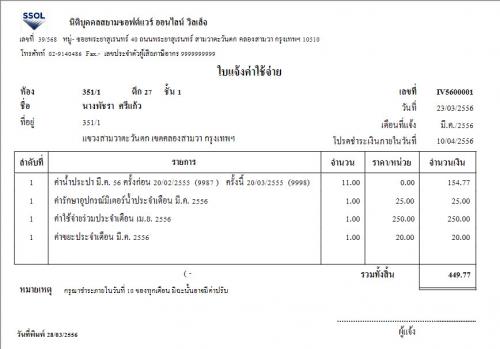 SSOL
นิติบุคคลสยามซอฟต์แวร์ ออนไลน์ วิลเล็จ
เลขที่ 39/568 หมู่- ซอยพระยาสุเรนทร์ 40 ถนนพระยาสุเรนทร์ สามวาตะวันตก คลองสามวา กรุงเทพฯ 10510
โทรศัพท์ 02-9140486 Fax.- เลขประจำตัวผู้เสียภาษีอากร 9999999999
ใบแจ้งค่าใช้จ่าย
ห้อง 351/1 ตึก 27 ชั้น 1 เลขที่ IV5600001
ชื่อ นางพัชรา ศรีแก้ว วันที่ 23/03/2556
ที่อยู่ 351/1 เดือนที่แจ้ง มี.ค./2556
แขวงสามวาตะวันตก เขตคลองสามวา กรุงเทพฯ โปรดชำระเงินภายในวันที่ 10/04/2556
ลำดับที่ รายการ จำนวน ราคา/หน่วย จำนวนเงิน
1 ค่าน้ำประปา มี.ค. 56 ครั้งก่อน 20/02/2555 (9987 ) ครั้งนี้ 20/03/2555 (9998) 11.00 0.00 154.77
1 ค่ารักษาอุปกรณ์มิเตอร์น้ำประจำเดือน มี.ค. 2556 1.00 25.00 25.00
1 ค่าใช้จ่ายร่วมประจำเดือน เม.ย. 2556 1.00 250.00 250.00
1 ค่าขยะประจำเดือน มี.ค. 2556 1.00 20.00 20.00
(- รวมทั้งสิ้น 449.77
หมายเหตุ กรุณาชำระภายในวันที่ 10 ของทุกเดือน มิฉะนั้นอาจมีค่าปรับ
ผู้แจ้ง
วันที่พิมพ์ 28/03/2556